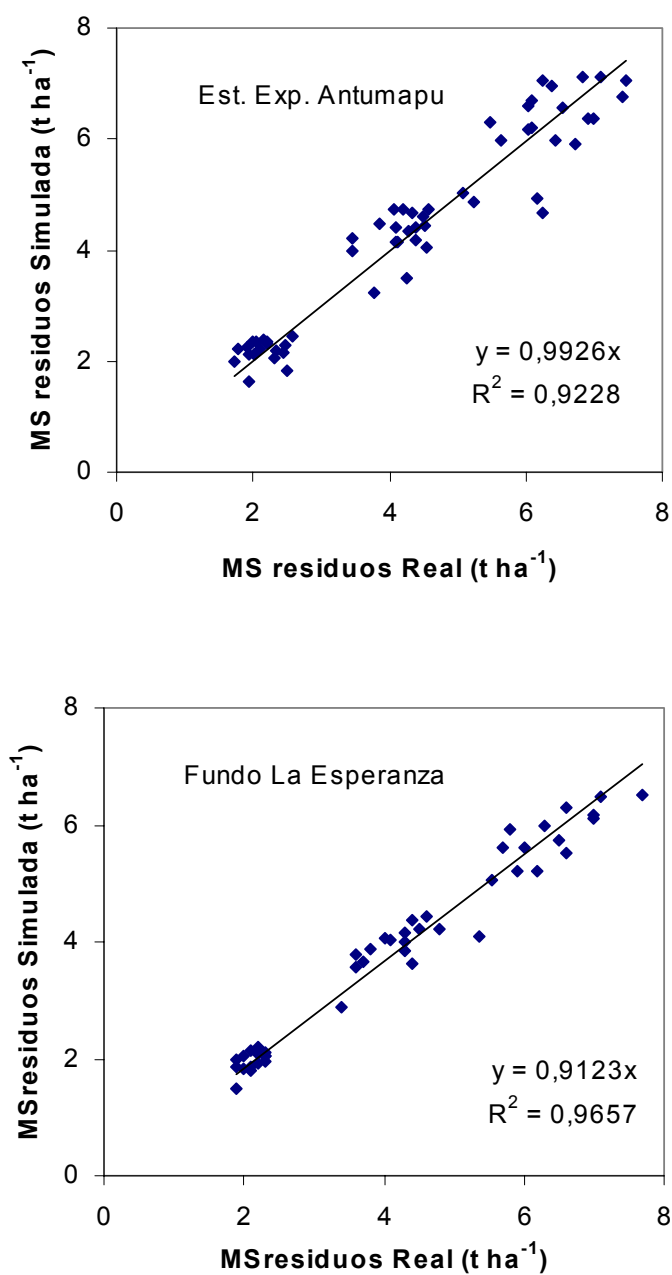 8
6
4
2
0
MS residuos Simulada (t ha⁻¹)
Est. Exp. Antumapu
y = 0,9926x
R² = 0,9228
0 2 4 6 8
MS residuos Real (t ha⁻¹)
8
6
4
2
0
MSresiduos Simulada (t ha⁻¹)
Fundo La Esperanza
y = 0,9123x
R² = 0,9657
0 2 4 6 8
MSresiduos Real (t ha⁻¹)